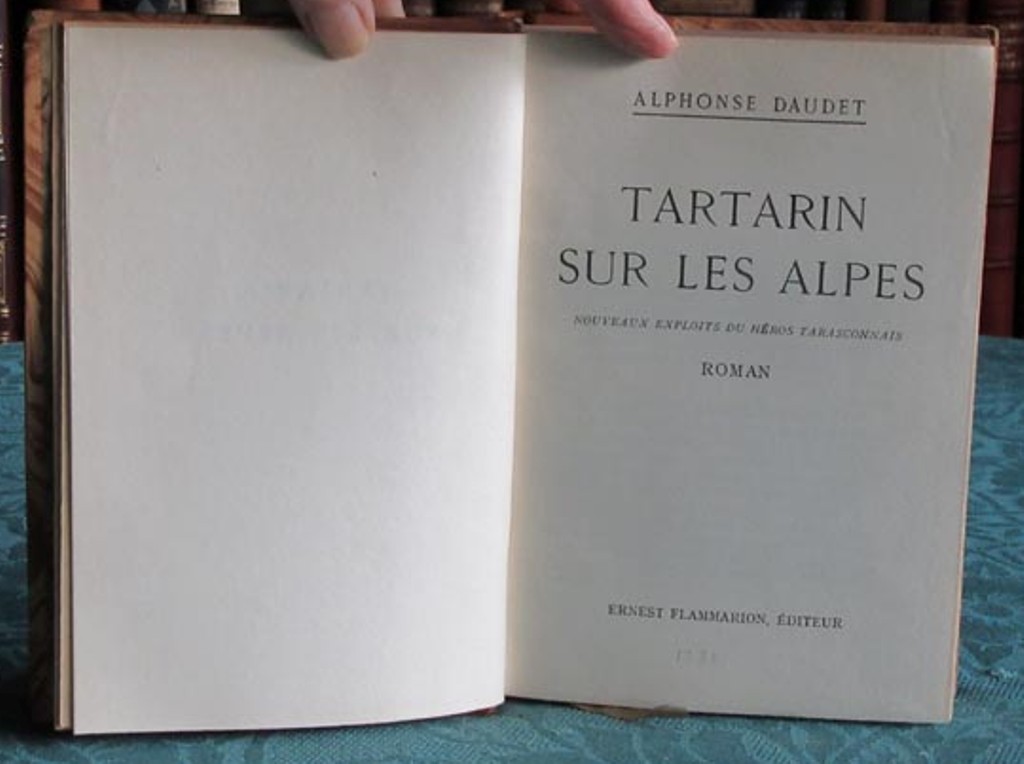 ALPHONSE DAUDET
TARTARIN
SUR LES ALPES
NOUVEAUX EXPLOITS DU HÉROS TARASCONNAIS
ROMAN
ERNEST FLAMMARION, ÉDITEUR